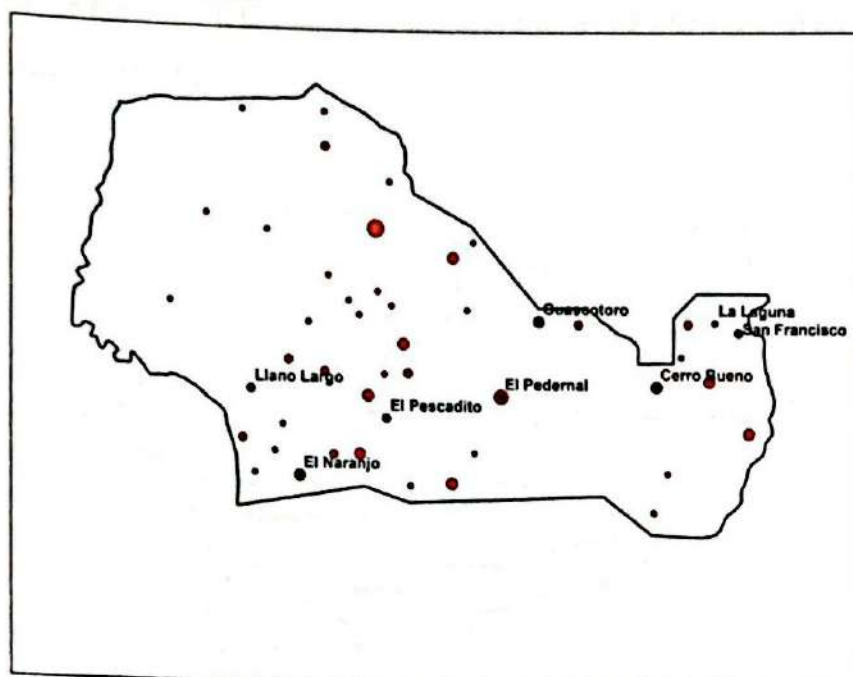 La Laguna
San Francisco
El Pedernal
Cerro Bueno
Llano Largo
El Pescadito
El Naranjo